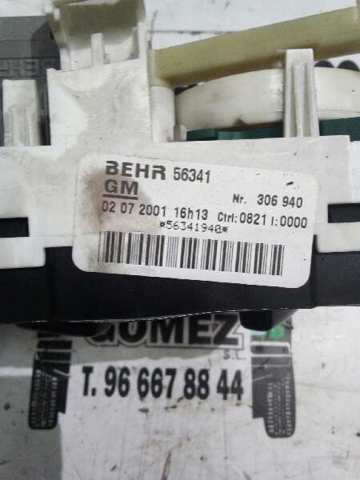 BEHR 56341
GM
Nr. 306 940
02 07 2001 16h13 Ctrl:0821 I:0000
*56341940*
GOMEZ
S.L.
T. 96 667 88 44